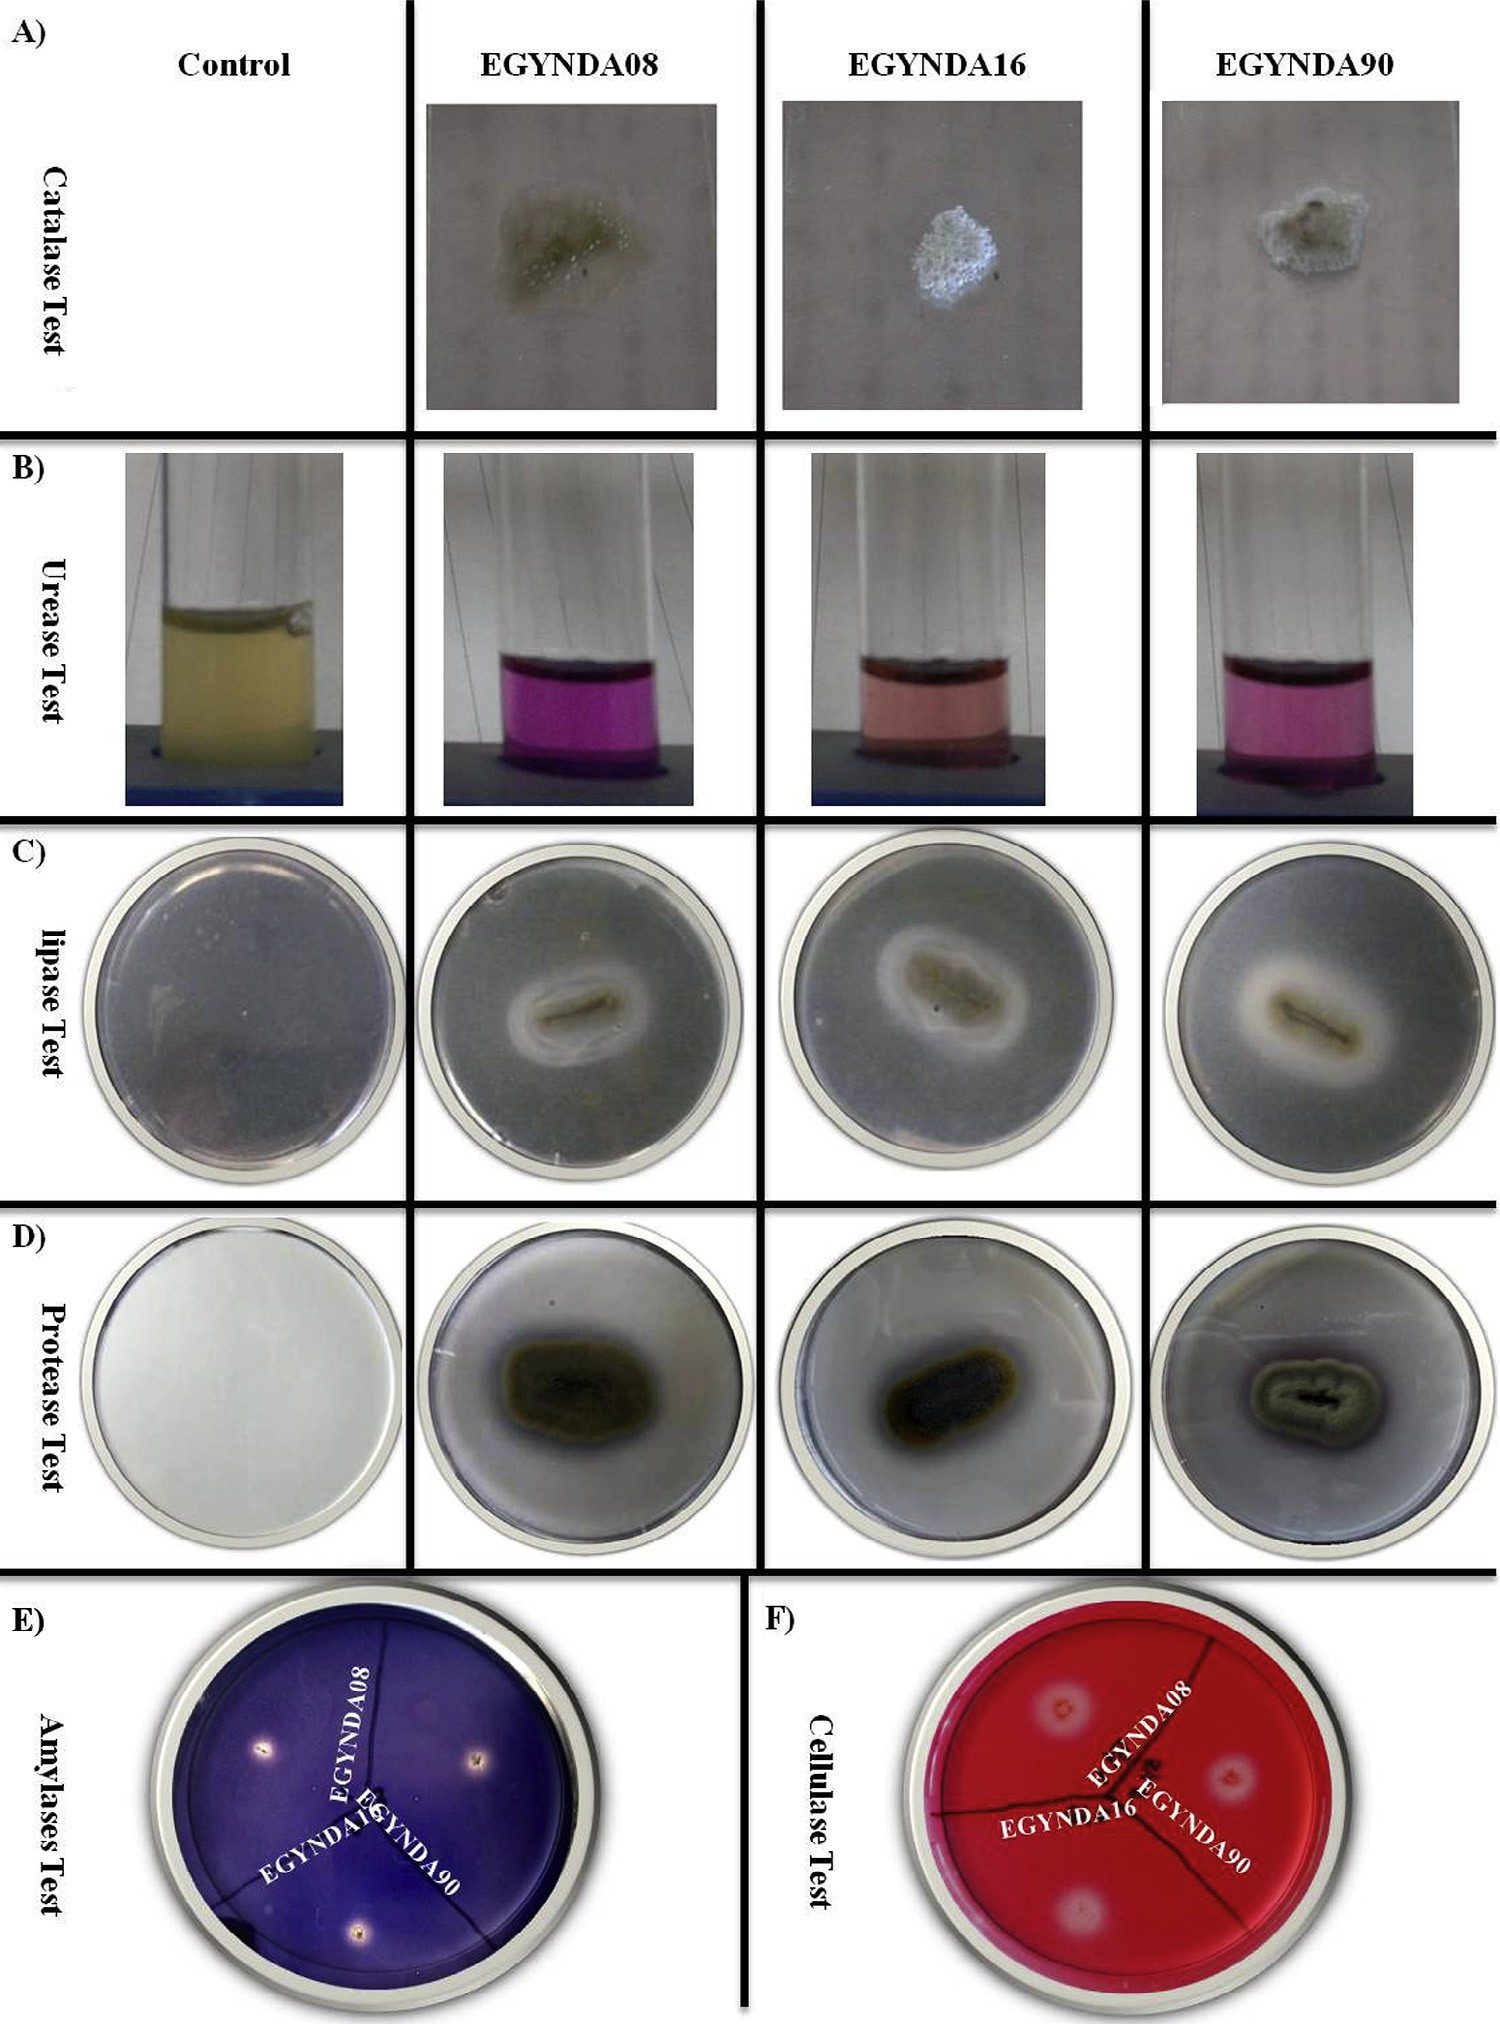 A)
Control
EGYNDA08
EGYNDA16
EGYNDA90
Catalase Test
B)
Urease Test
C)
lipase Test
D)
Protease Test
E)
Amylases Test
EGYNDA08
EGYNDA16
EGYNDA90
F)
Cellulase Test
EGYNDA08
EGYNDA16
EGYNDA90